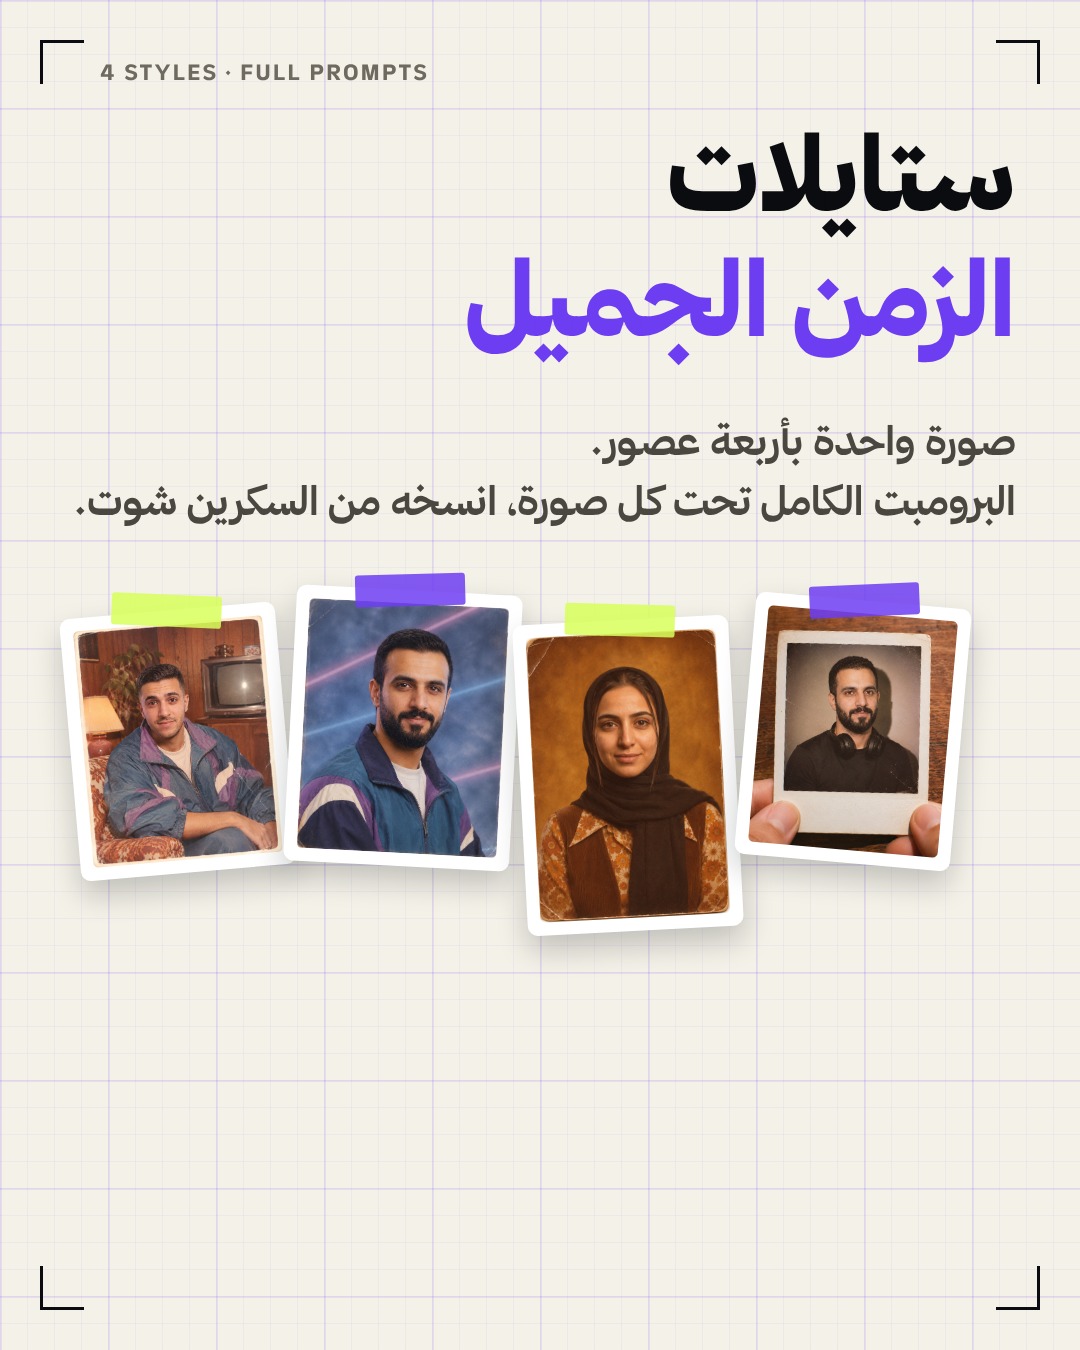 4 STYLES · FULL PROMPTS
ستايلات
الزمن الجميل
صورة واحدة بأربعة عصور.
البرومبت الكامل تحت كل صورة، انسخه من السكرين شوت.